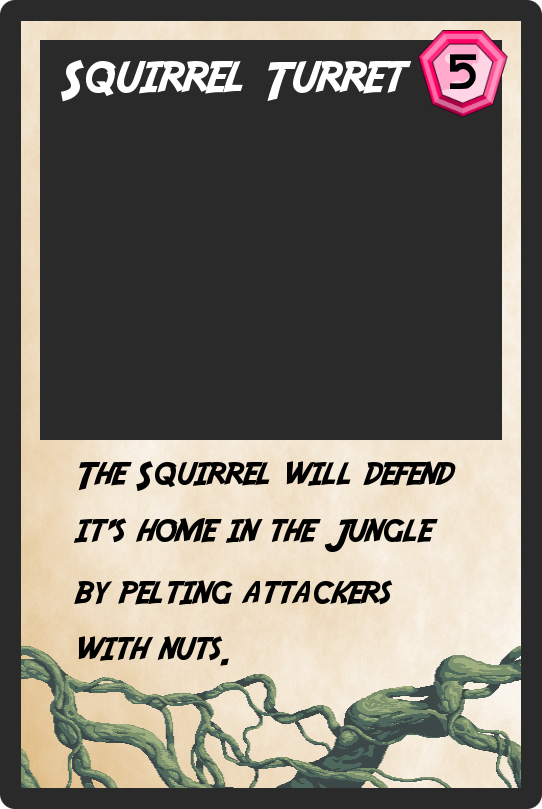 Squirrel Turret
5
The Squirrel will defend
it's home in the Jungle
by pelting attackers
with nuts.